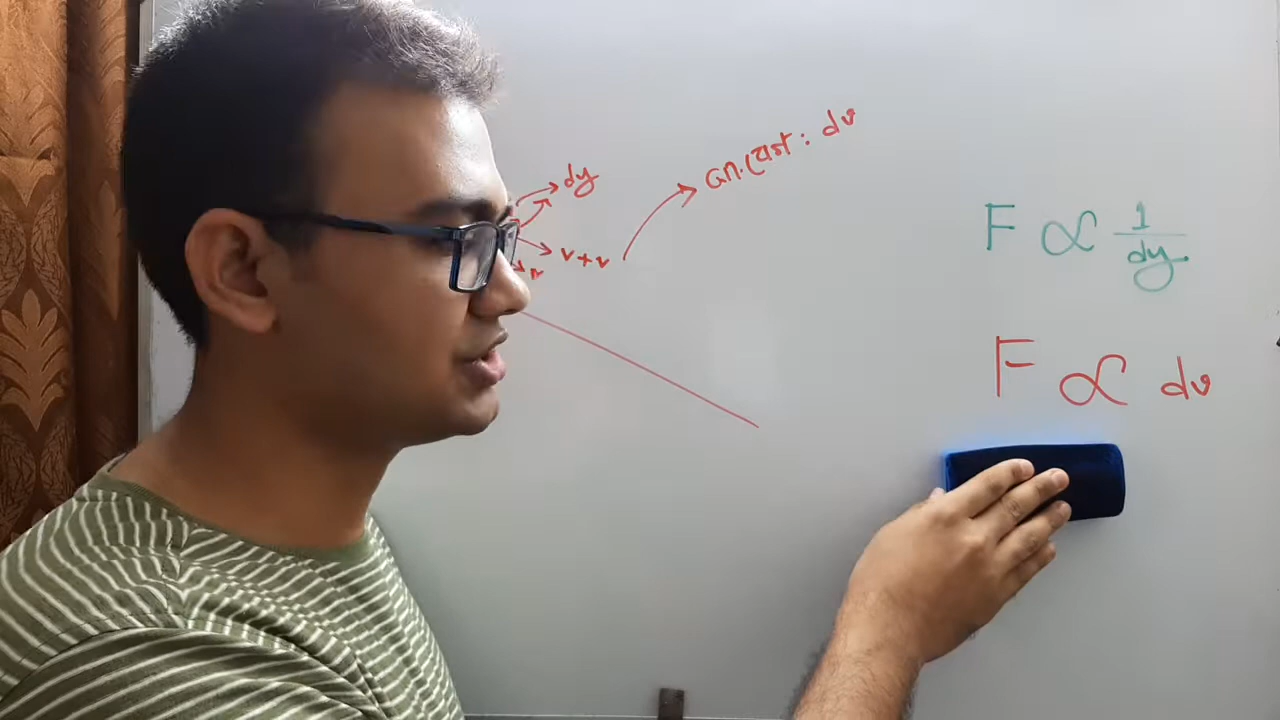 dy
v+v
v
: dv
F ∝ 1/dy
F ∝ dv